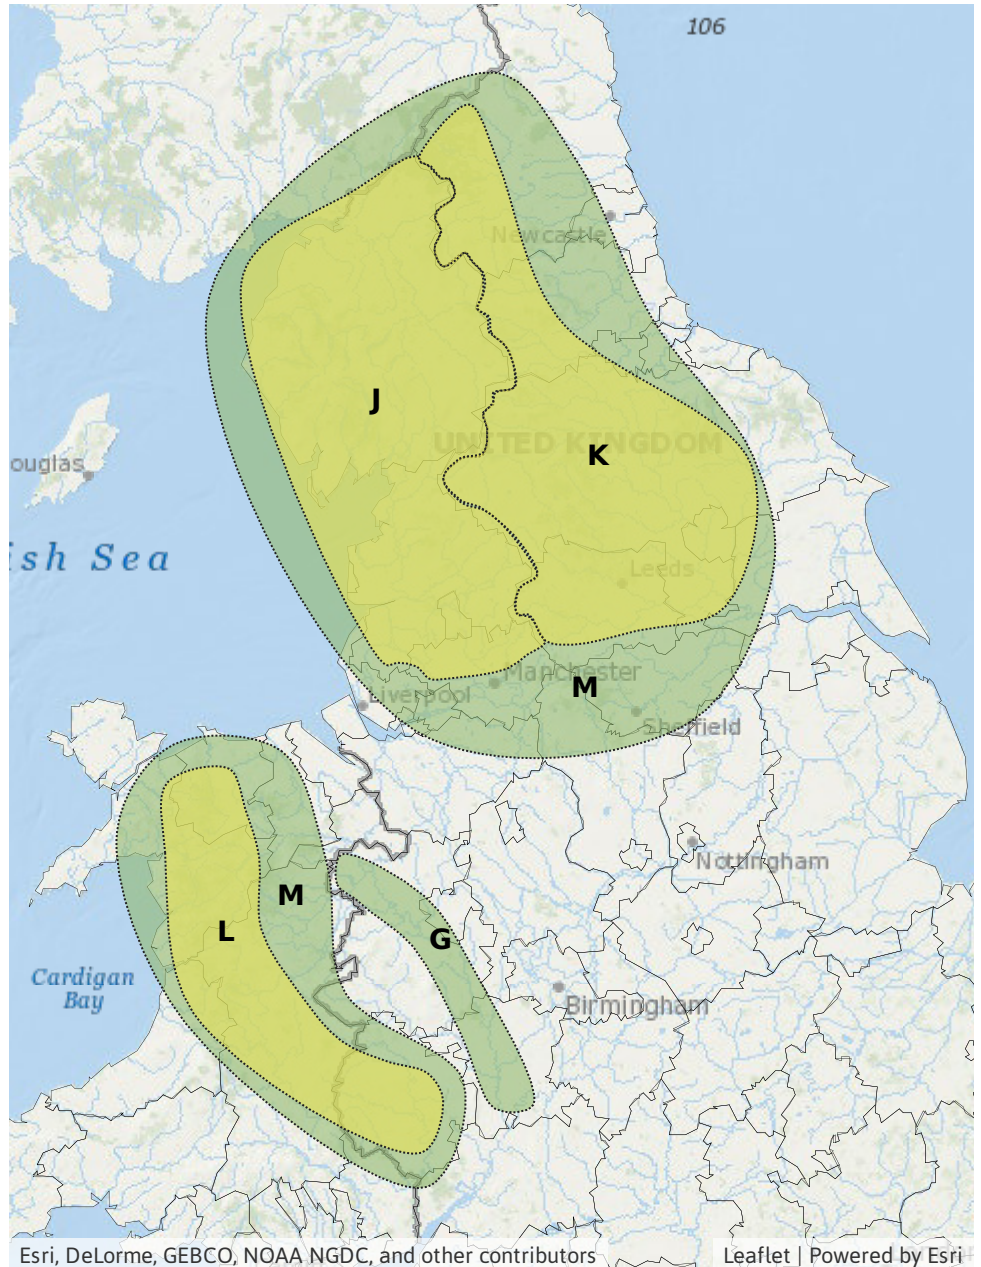 106
Newcastle
J
UNITED KINGDOM
K
ouglas
ish Sea
Leeds
Manchester
M
Liverpool
Sheffield
Nottingham
M
L
G
Cardigan
Bay
Birmingham
Esri, DeLorme, GEBCO, NOAA NGDC, and other contributors
Leaflet | Powered by Esri